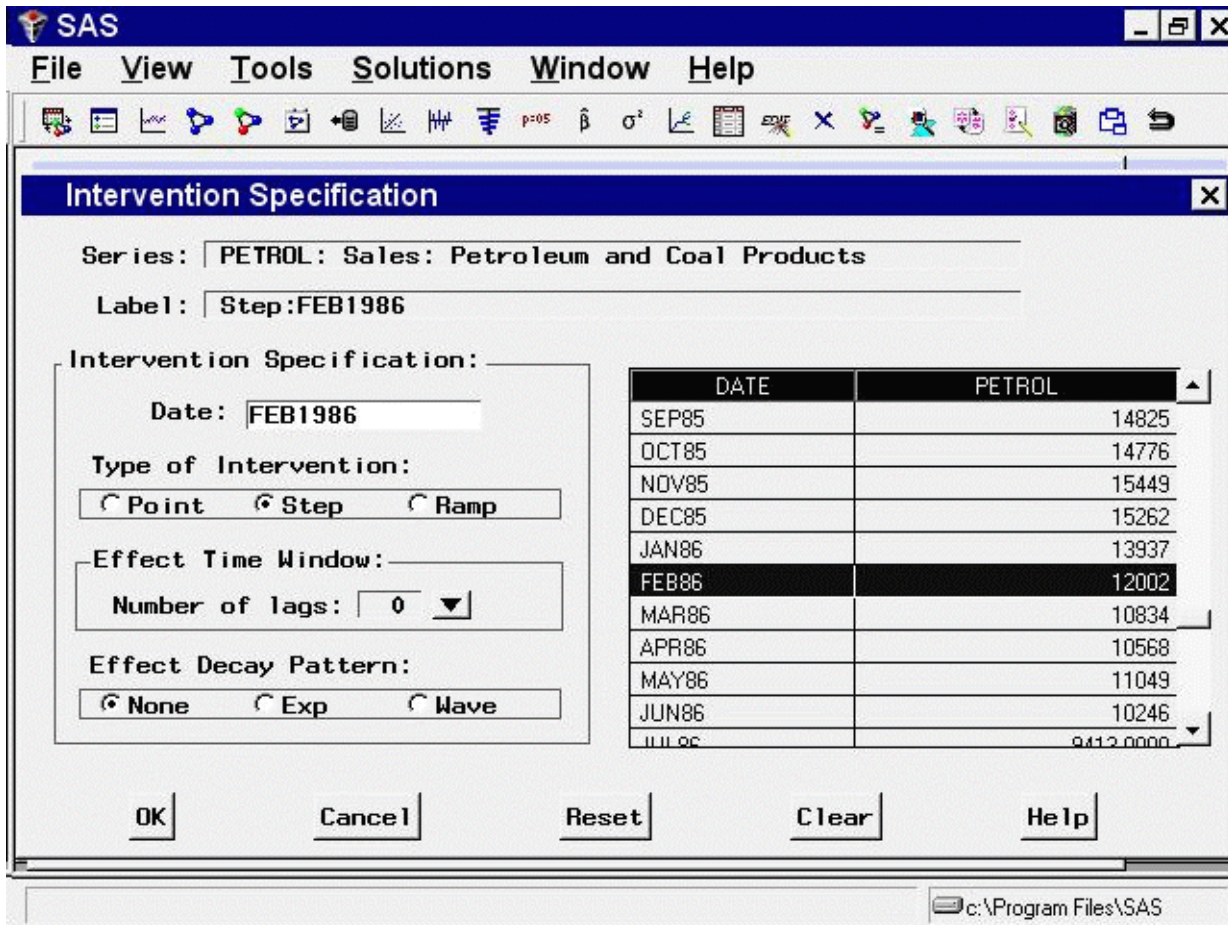 SAS
File View Tools Solutions Window Help
p=05 β̂ σ²
Intervention Specification
Series: PETROL: Sales: Petroleum and Coal Products
Label: Step:FEB1986
Intervention Specification:
Date: FEB1986
Type of Intervention:
Point Step Ramp
Effect Time Window:
Number of lags: 0
Effect Decay Pattern:
None Exp Wave
DATE PETROL
SEP85 14825
OCT85 14776
NOV85 15449
DEC85 15262
JAN86 13937
FEB86 12002
MAR86 10834
APR86 10568
MAY86 11049
JUN86 10246
JUL86 9412.0000
OK Cancel Reset Clear Help
c:\Program Files\SAS